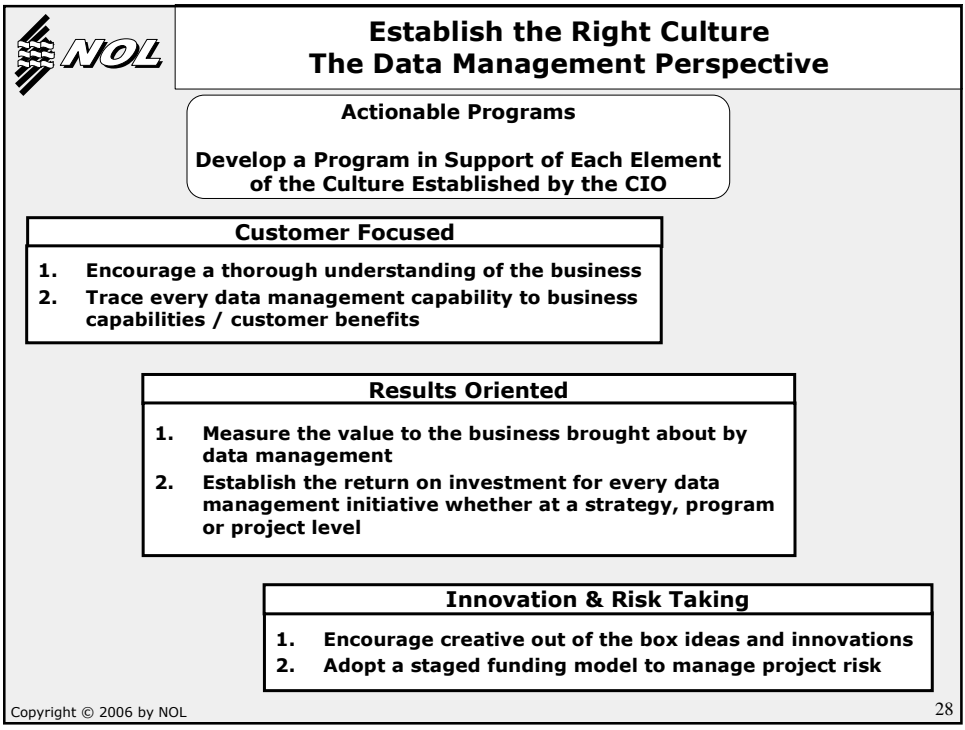 NOL
Establish the Right Culture
The Data Management Perspective
Actionable Programs
Develop a Program in Support of Each Element
of the Culture Established by the CIO
Customer Focused
1. Encourage a thorough understanding of the business
2. Trace every data management capability to business
capabilities / customer benefits
Results Oriented
1. Measure the value to the business brought about by
data management
2. Establish the return on investment for every data
management initiative whether at a strategy, program
or project level
Innovation & Risk Taking
1. Encourage creative out of the box ideas and innovations
2. Adopt a staged funding model to manage project risk
Copyright © 2006 by NOL
28